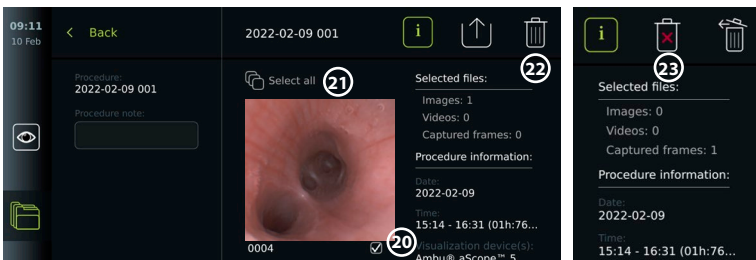 09:11
10 Feb
Back
Procedure:
2022-02-09 001
Procedure note:
2022-02-09 001
i
22
Select all
21
0004
20
Selected files:
Images: 1
Videos: 0
Captured frames: 0
Procedure information:
Date:
2022-02-09
Time:
15:14 - 16:31 (01h:76...
Visualization device(s):
Ambu® aScope™ 5
i
23
Selected files:
Images: 0
Videos: 0
Captured frames: 1
Procedure information:
Date:
2022-02-09
Time:
15:14 - 16:31 (01h:76...